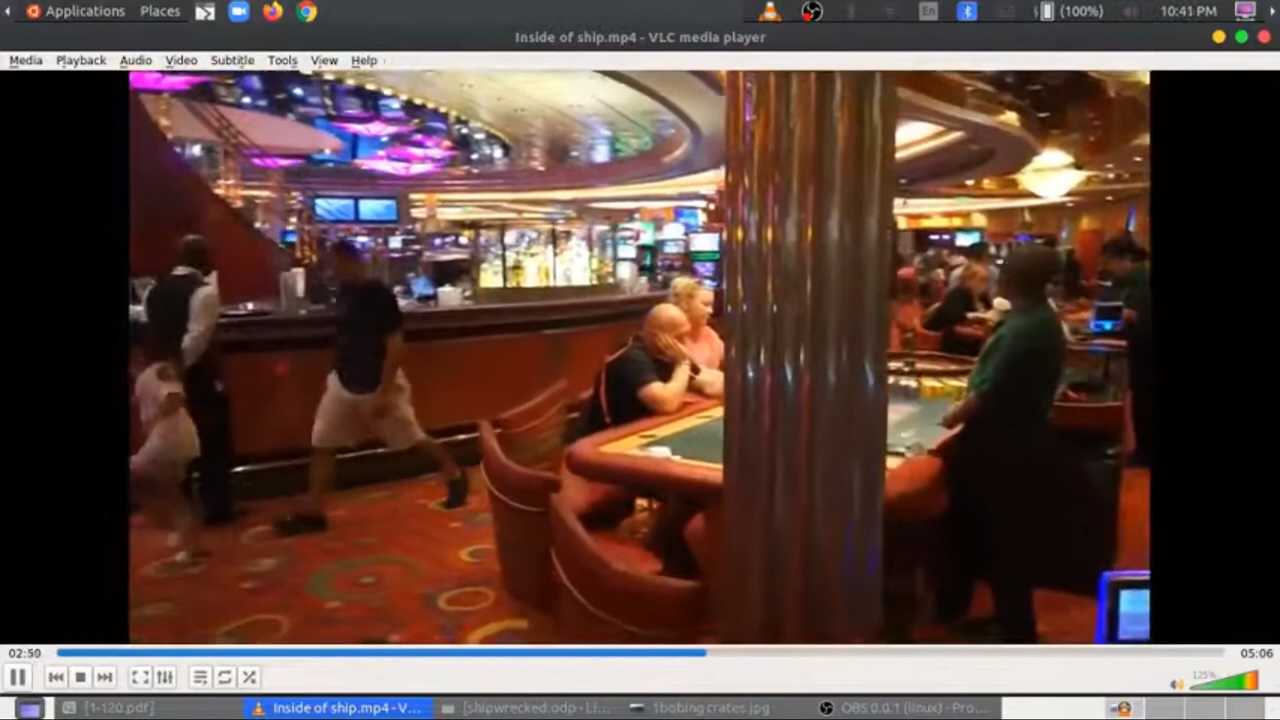 Applications Places En (100%) 10:41 PM
Inside of ship.mp4 - VLC media player
Media Playback Audio Video Subtitle Tools View Help
02:50 05:06
125%
[1-120.pdf] Inside of ship.mp4 - V... [shipwrecked.odp - Li... 1bobing crates.jpg OBS 0.0.1 (linux) - Pro...